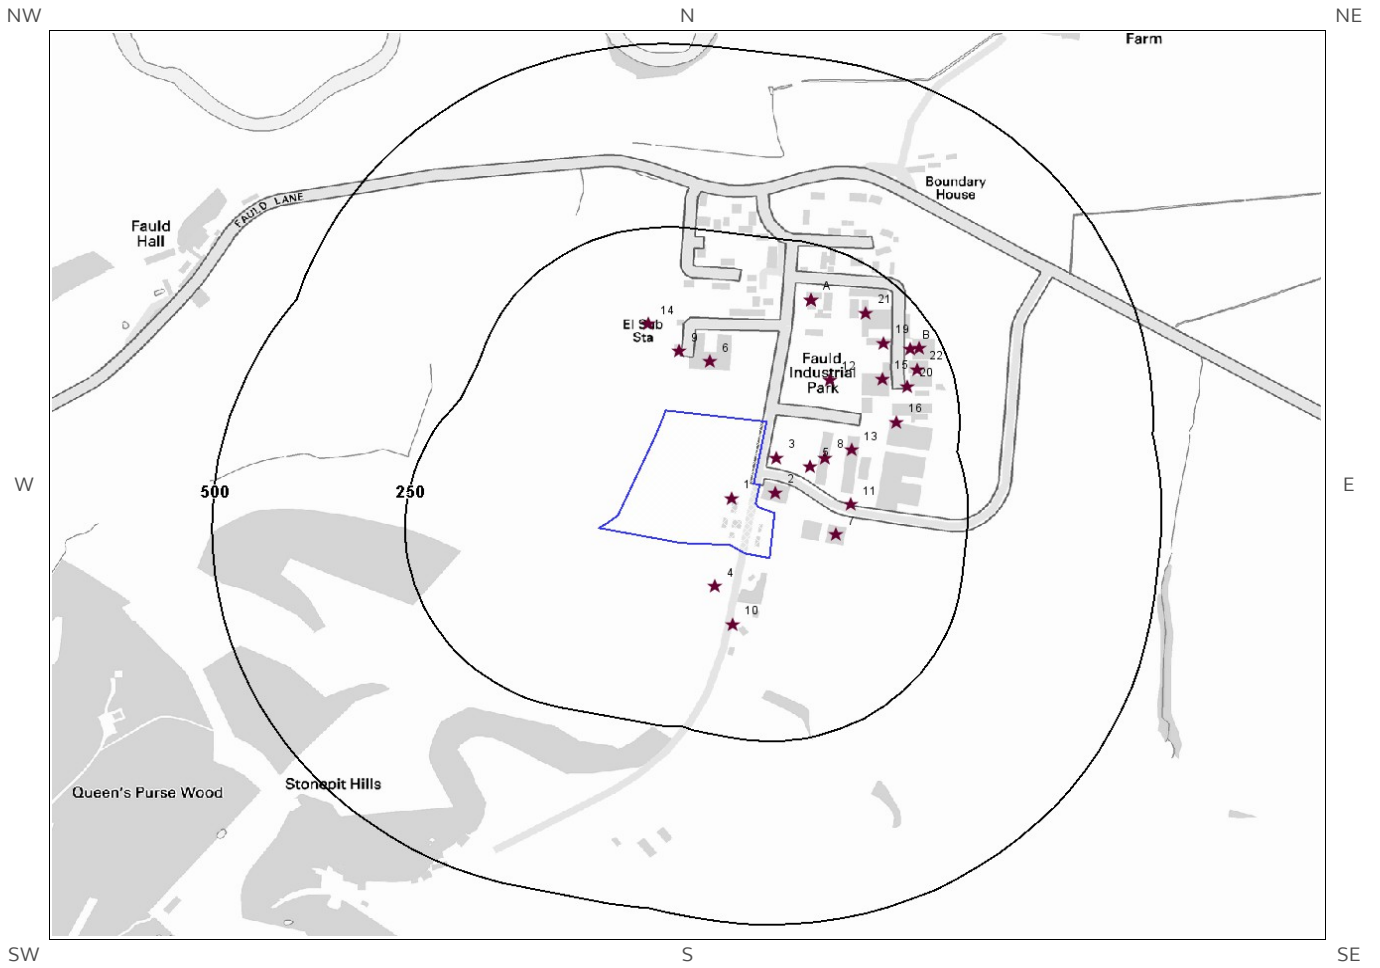 NW
N
NE
Farm
Boundary
House
FAULD LANE
Fauld
Hall
A
21
14
El Sub
Sta
19
B
9
6
22
Fauld
Industrial
Park
12
15
20
16
3
8
13
5
W
500
250
1
2
E
11
7
4
10
Queen's Purse Wood
Stonepit Hills
SW
S
SE